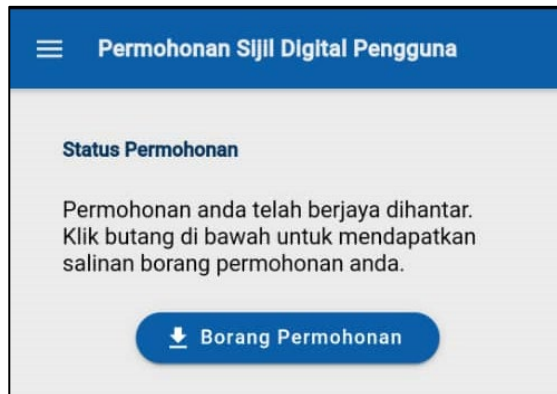 Permohonan Sijil Digital Pengguna
Status Permohonan
Permohonan anda telah berjaya dihantar.
Klik butang di bawah untuk mendapatkan
salinan borang permohonan anda.
Borang Permohonan